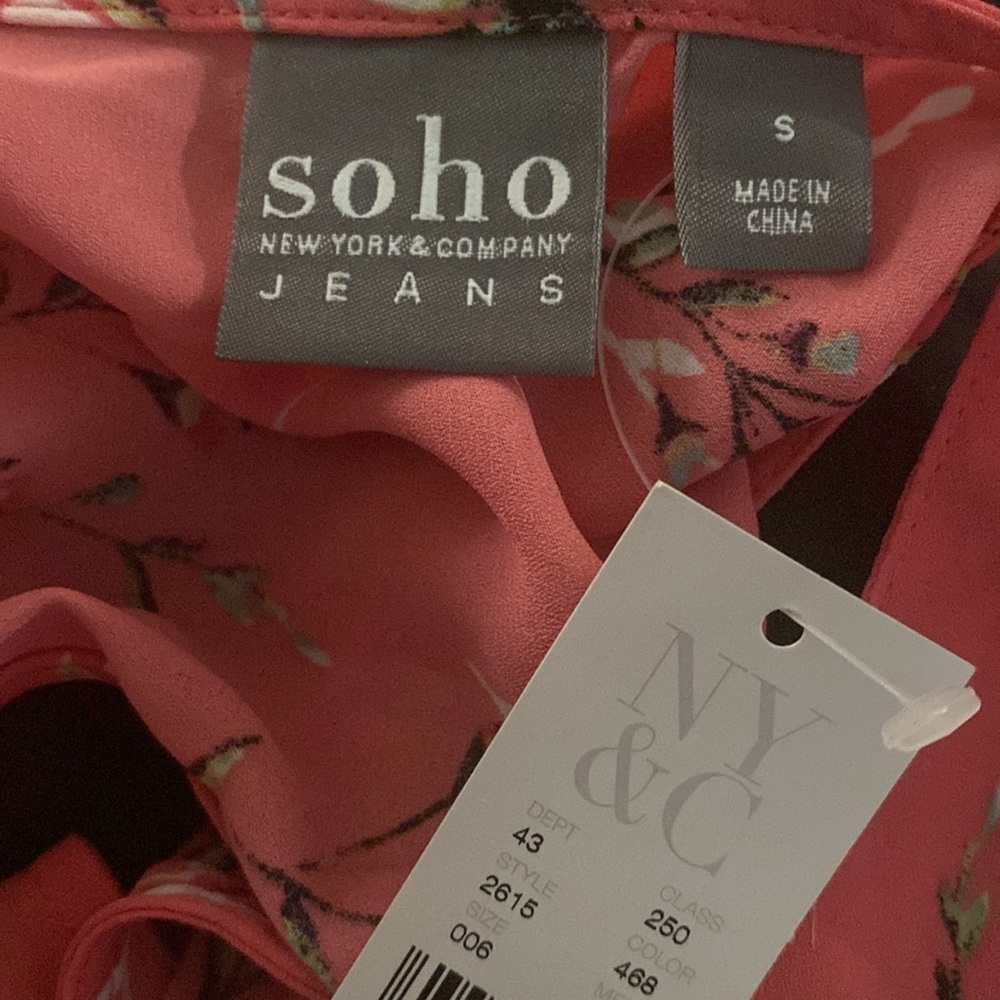 soho
NEW YORK & COMPANY
JEANS
S
MADE IN
CHINA
NY
&C
DEPT
43
STYLE
2615
SIZE
006
CLASS
250
COLOR
468